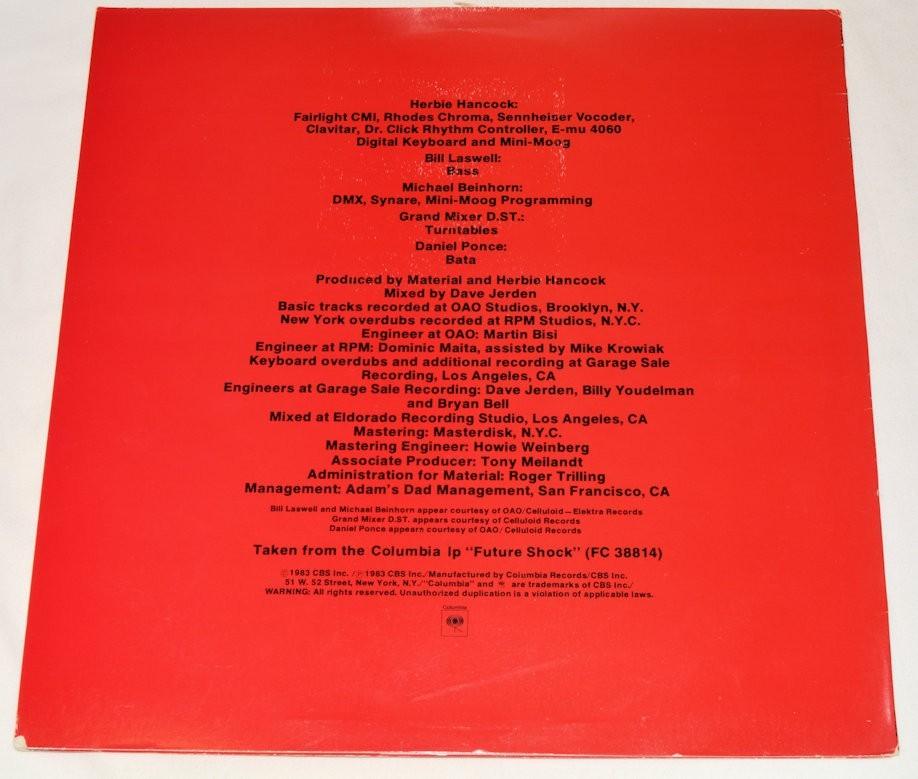 Herbie Hancock:
Fairlight CMI, Rhodes Chroma, Sennheiser Vocoder,
Clavitar, Dr. Click Rhythm Controller, E-mu 4060
Digital Keyboard and Mini-Moog
Bill Laswell:
Bass
Michael Beinhorn:
DMX, Synare, Mini-Moog Programming
Grand Mixer D.ST.:
Turntables
Daniel Ponce:
Bata
Produced by Material and Herbie Hancock
Mixed by Dave Jerden
Basic tracks recorded at OAO Studios, Brooklyn, N.Y.
New York overdubs recorded at RPM Studios, N.Y.C.
Engineer at OAO: Martin Bisi
Engineer at RPM: Dominic Maita, assisted by Mike Krowiak
Keyboard overdubs and additional recording at Garage Sale
Recording, Los Angeles, CA
Engineers at Garage Sale Recording: Dave Jerden, Billy Youdelman
and Bryan Bell
Mixed at Eldorado Recording Studio, Los Angeles, CA
Mastering: Masterdisk, N.Y.C.
Mastering Engineer: Howie Weinberg
Associate Producer: Tony Meilandt
Administration for Material: Roger Trilling
Management: Adam's Dad Management, San Francisco, CA
Bill Laswell and Michael Beinhorn appear courtesy of OAO/Celluloid—Elektra Records
Grand Mixer D.ST. appears courtesy of Celluloid Records
Daniel Ponce appears courtesy of OAO/Celluloid Records
Taken from the Columbia lp "Future Shock" (FC 38814)
© 1983 CBS Inc./℗ 1983 CBS Inc./Manufactured by Columbia Records/CBS Inc.
51 W. 52 Street, New York, N.Y./"Columbia" and are trademarks of CBS Inc./
WARNING: All rights reserved. Unauthorized duplication is a violation of applicable laws.
Columbia